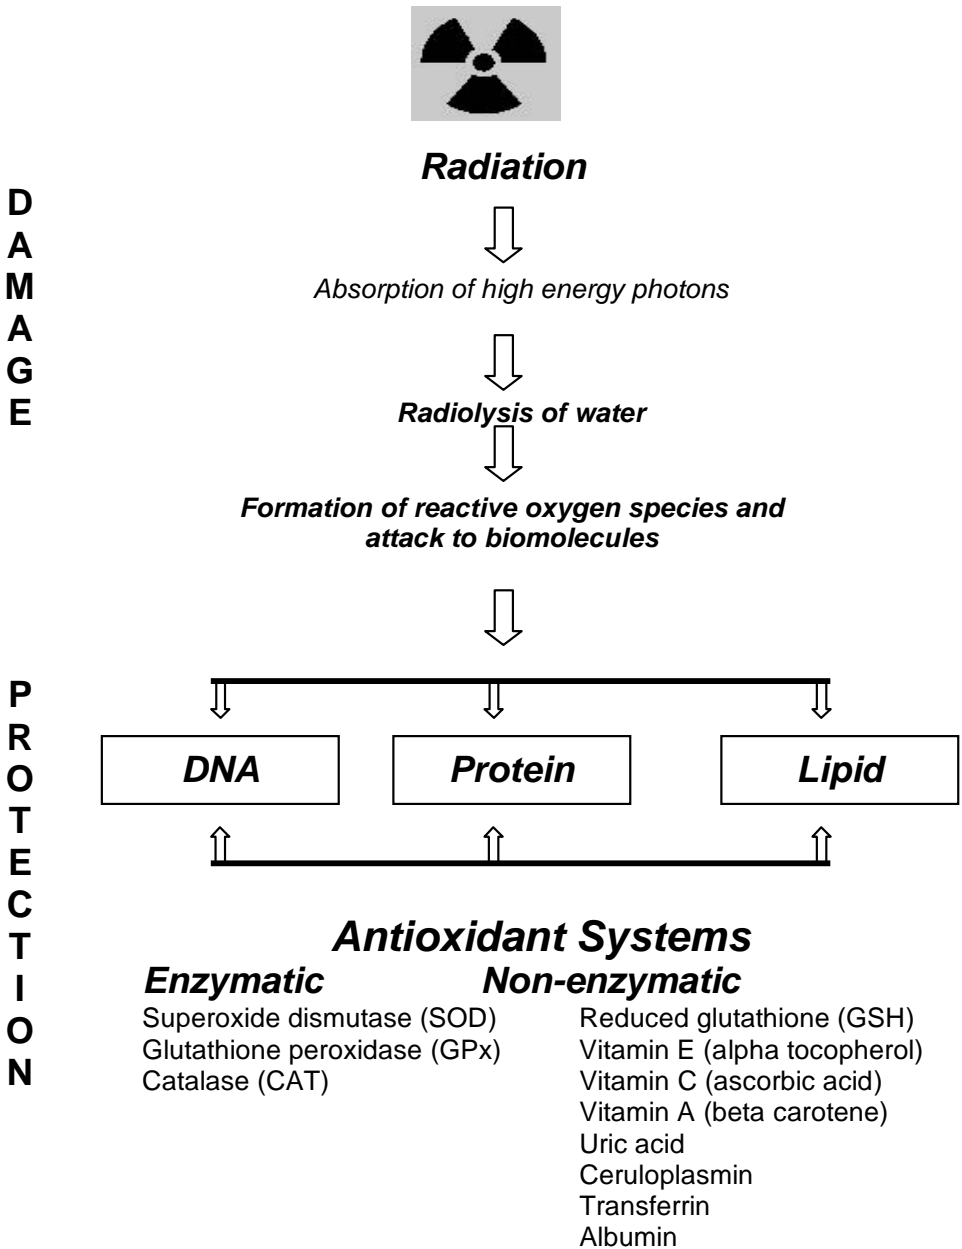 Radiation
DAMAGE
Absorption of high energy photons
Radiolysis of water
Formation of reactive oxygen species and
attack to biomolecules
PROTECTION
DNA
Protein
Lipid
Antioxidant Systems
Enzymatic
Superoxide dismutase (SOD)
Glutathione peroxidase (GPx)
Catalase (CAT)
Non-enzymatic
Reduced glutathione (GSH)
Vitamin E (alpha tocopherol)
Vitamin C (ascorbic acid)
Vitamin A (beta carotene)
Uric acid
Ceruloplasmin
Transferrin
Albumin